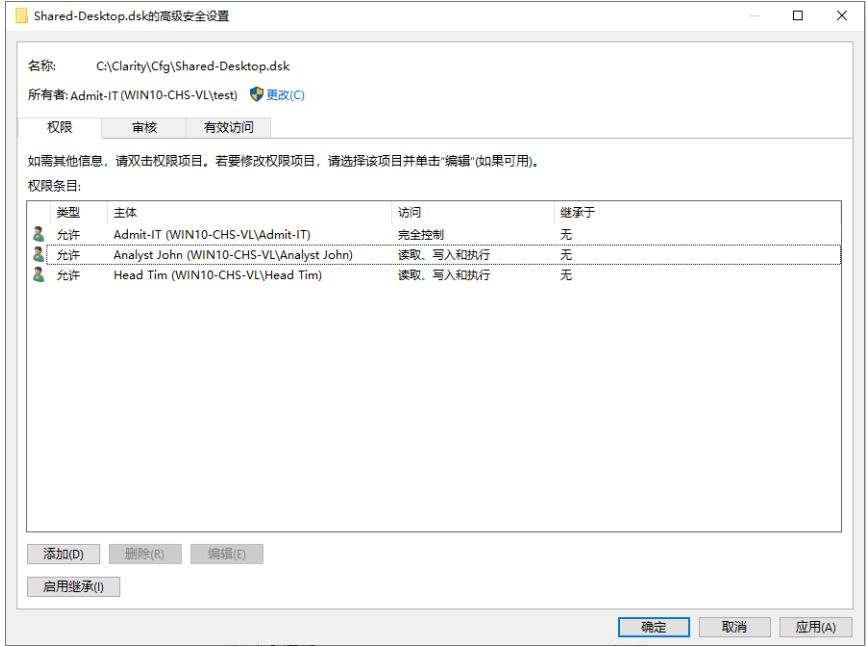 Shared-Desktop.dsk的高级安全设置
名称: C:\Clarity\Cfg\Shared-Desktop.dsk
所有者: Admit-IT (WIN10-CHS-VL\test) 更改(C)
权限 审核 有效访问
如需其他信息，请双击权限项目。若要修改权限项目，请选择该项目并单击"编辑"(如果可用)。
权限条目:
类型 主体 访问 继承于
允许 Admit-IT (WIN10-CHS-VL\Admit-IT) 完全控制 无
允许 Analyst John (WIN10-CHS-VL\Analyst John) 读取、写入和执行 无
允许 Head Tim (WIN10-CHS-VL\Head Tim) 读取、写入和执行 无
添加(D) 删除(R) 编辑(E)
启用继承(I)
确定 取消 应用(A)